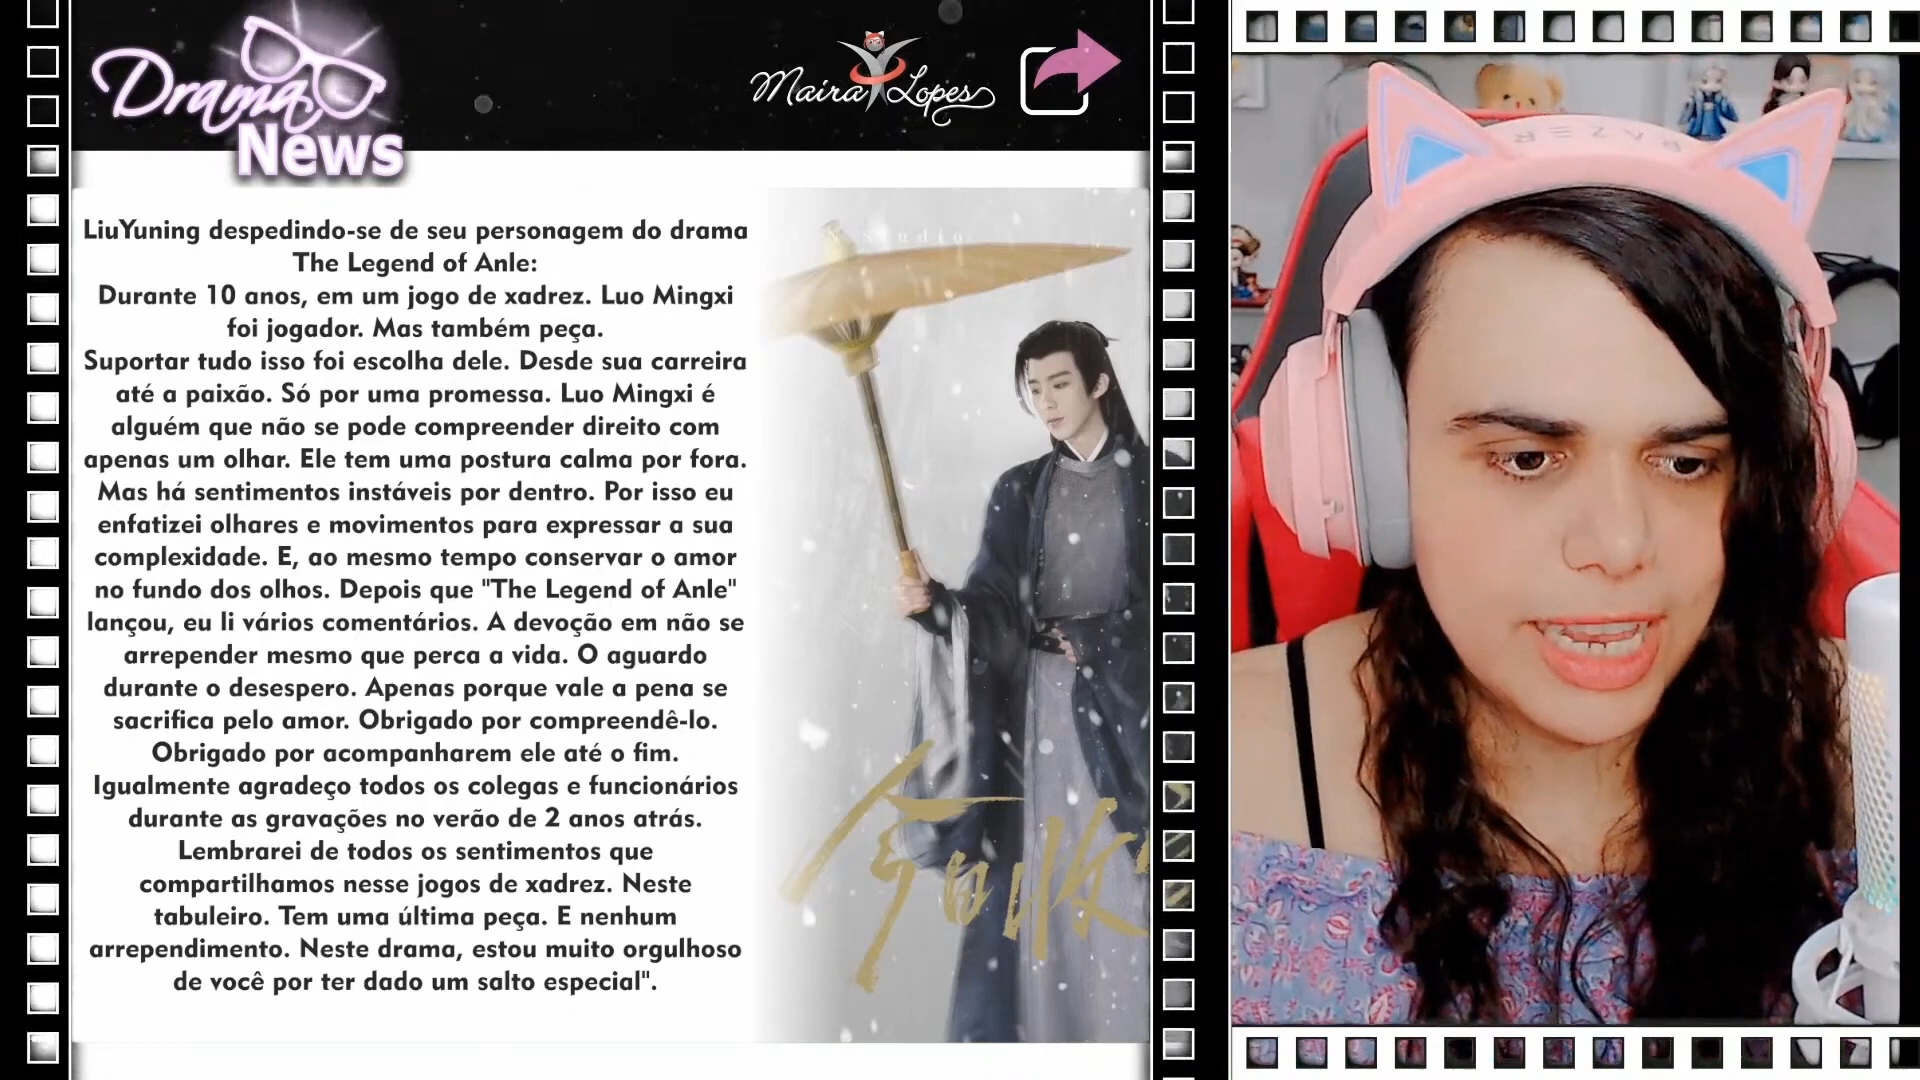 Drama
News
Maira Lopes
RAZER
LiuYuning despedindo-se de seu personagem do drama
The Legend of Anle:
Durante 10 anos, em um jogo de xadrez. Luo Mingxi
foi jogador. Mas também peça.
Suportar tudo isso foi escolha dele. Desde sua carreira
até a paixão. Só por uma promessa. Luo Mingxi é
alguém que não se pode compreender direito com
apenas um olhar. Ele tem uma postura calma por fora.
Mas há sentimentos instáveis por dentro. Por isso eu
enfatizei olhares e movimentos para expressar a sua
complexidade. E, ao mesmo tempo conservar o amor
no fundo dos olhos. Depois que "The Legend of Anle"
lançou, eu li vários comentários. A devoção em não se
arrepender mesmo que perca a vida. O aguardo
durante o desespero. Apenas porque vale a pena se
sacrifica pelo amor. Obrigado por compreendê-lo.
Obrigado por acompanharem ele até o fim.
Igualmente agradeço todos os colegas e funcionários
durante as gravações no verão de 2 anos atrás.
Lembrarei de todos os sentimentos que
compartilhamos nesse jogos de xadrez. Neste
tabuleiro. Tem uma última peça. E nenhum
arrependimento. Neste drama, estou muito orgulhoso
de você por ter dado um salto especial".